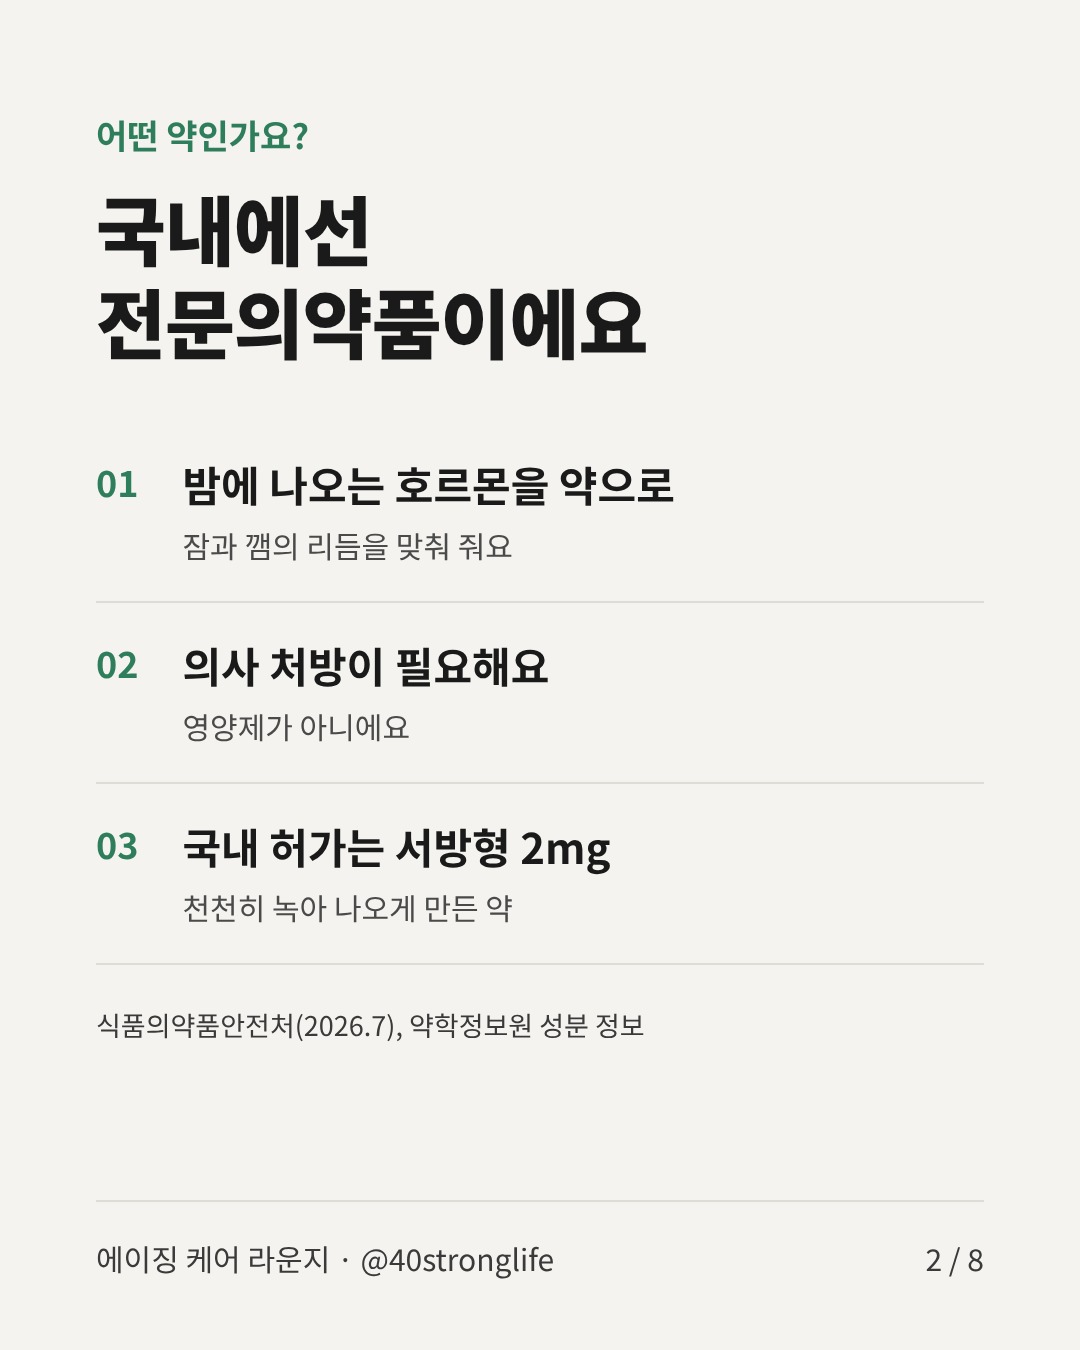 어떤 약인가요?
국내에선
전문의약품이에요
01 밤에 나오는 호르몬을 약으로
잠과 깸의 리듬을 맞춰 줘요
02 의사 처방이 필요해요
영양제가 아니에요
03 국내 허가는 서방형 2mg
천천히 녹아 나오게 만든 약
식품의약품안전처(2026.7), 약학정보원 성분 정보
에이징 케어 라운지 · @40stronglife 2 / 8